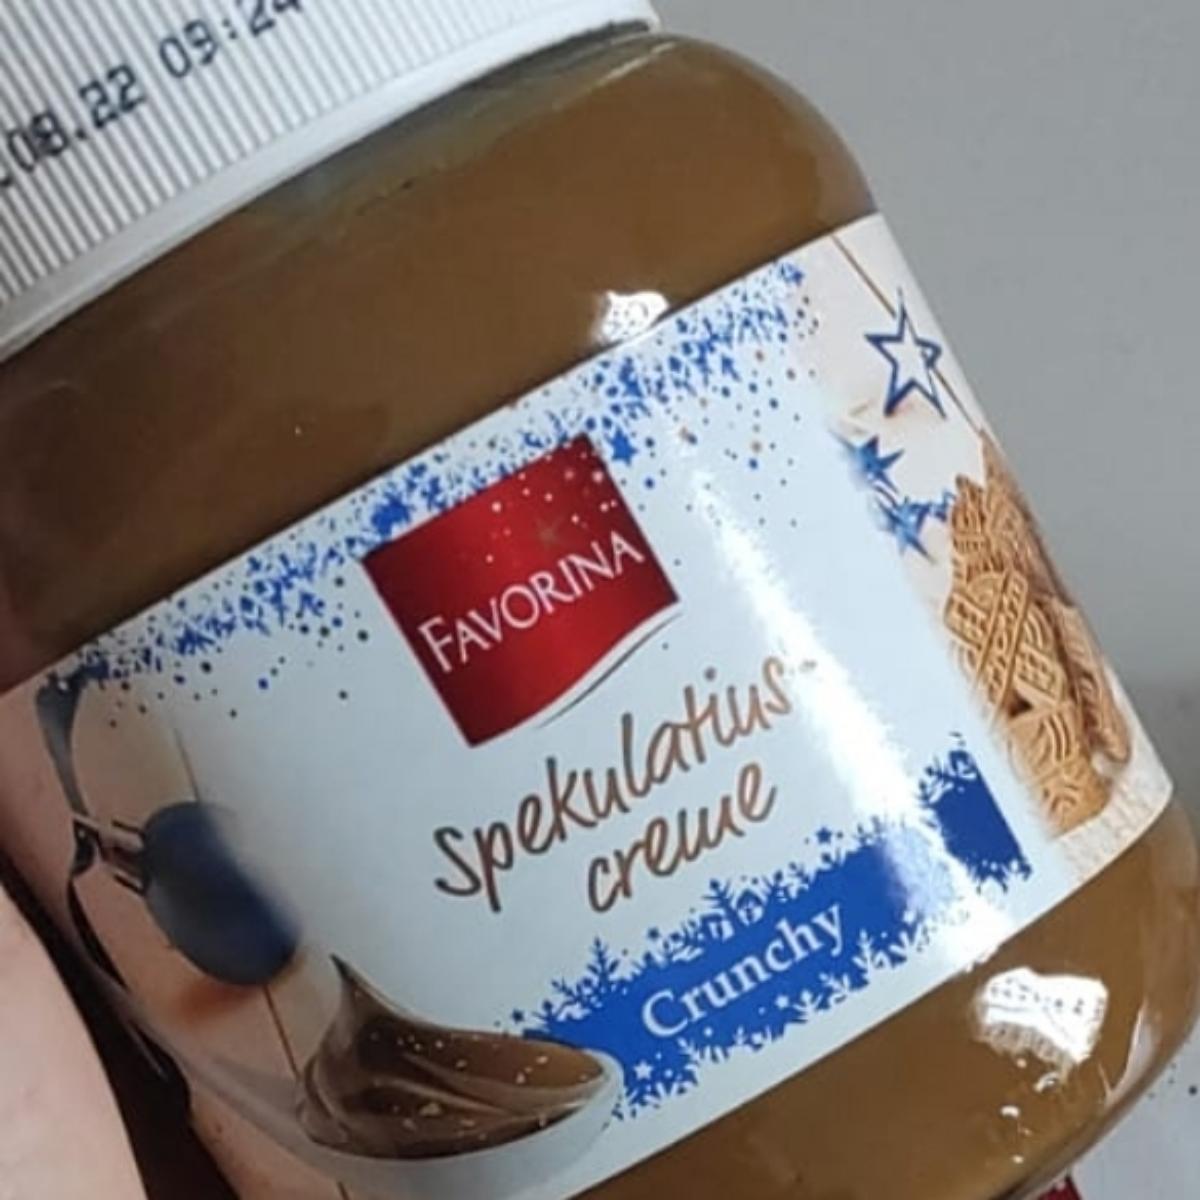 .08.22 09:24
FAVORINA
Spekulatius-
creme
Crunchy